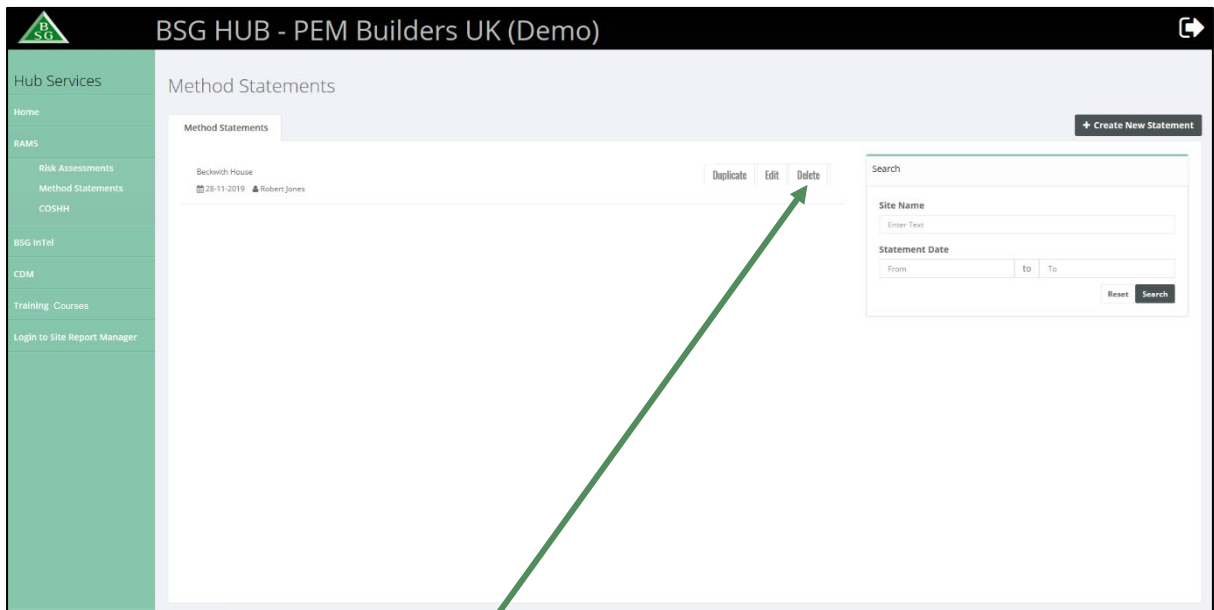 B
SG
BSG HUB - PEM Builders UK (Demo)
Hub Services
Home
RAMS
Risk Assessments
Method Statements
COSHH
BSG InTel
CDM
Training Courses
Login to Site Report Manager
Method Statements
Method Statements
+ Create New Statement
Beckwith House
28-11-2019 Robert Jones
Duplicate Edit Delete
Search
Site Name
Enter Text
Statement Date
From to To
Reset Search